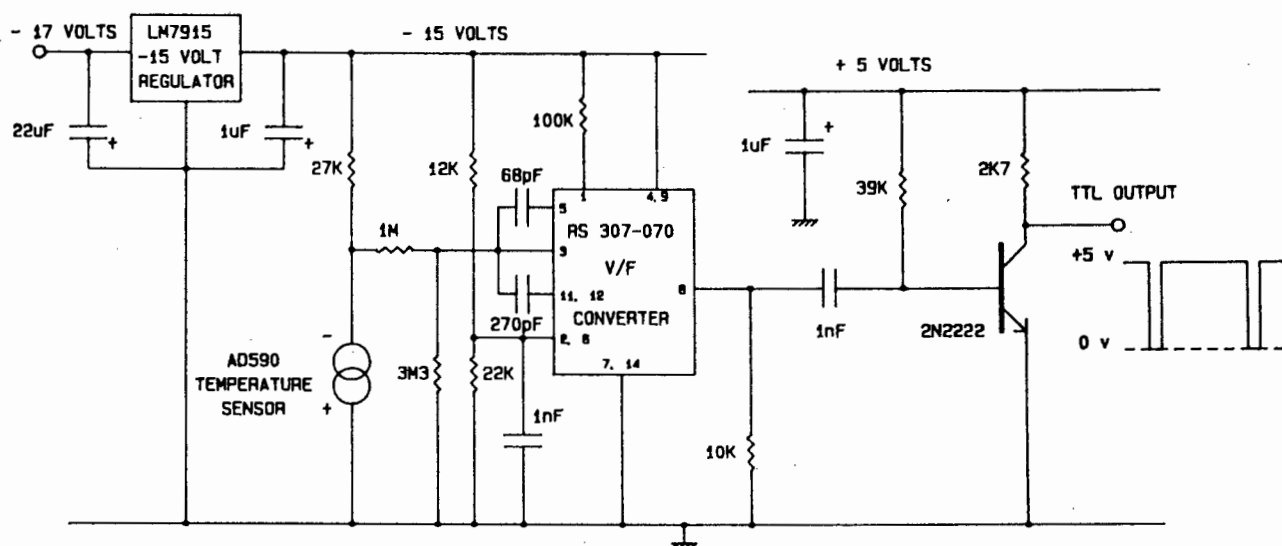 - 17 VOLTS
LM7915
-15 VOLT
REGULATOR
- 15 VOLTS
+ 5 VOLTS
22uF
+
1uF
+
27K
12K
100K
68pF
1uF
+
39K
2K7
TTL OUTPUT
1
4,9
5
RS 307-070
1M
3
V/F
+5 v
11, 12
8
CONVERTER
270pF
2, 6
1nF
2N2222
0 v
7, 14
-
AD590
TEMPERATURE
SENSOR
+
3M3
22K
1nF
10K